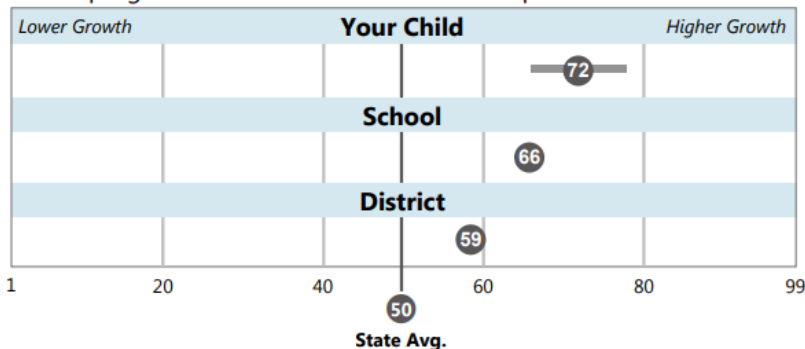 Lower Growth Your Child Higher Growth
72
School
66
District
59
1 20 40 60 80 99
50
State Avg.